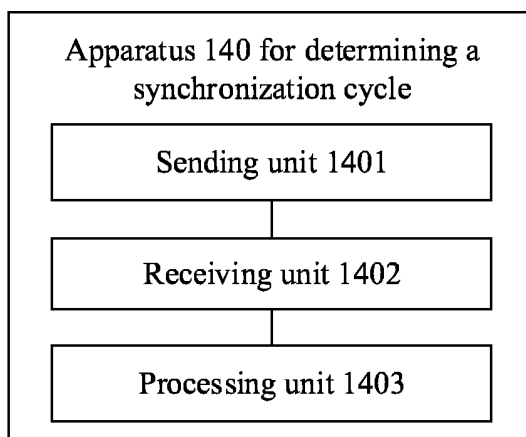 Apparatus 140 for determining a
synchronization cycle
Sending unit 1401
Receiving unit 1402
Processing unit 1403